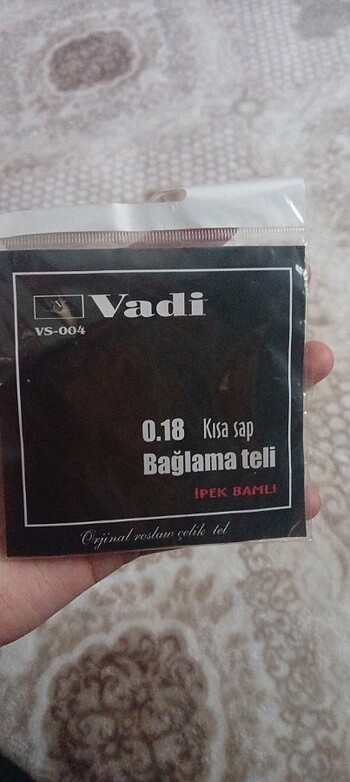 Vadi
VS-004
0.18 Kısa sap
Bağlama teli
İPEK BAMLI
Orjinal roslaw çelik tel